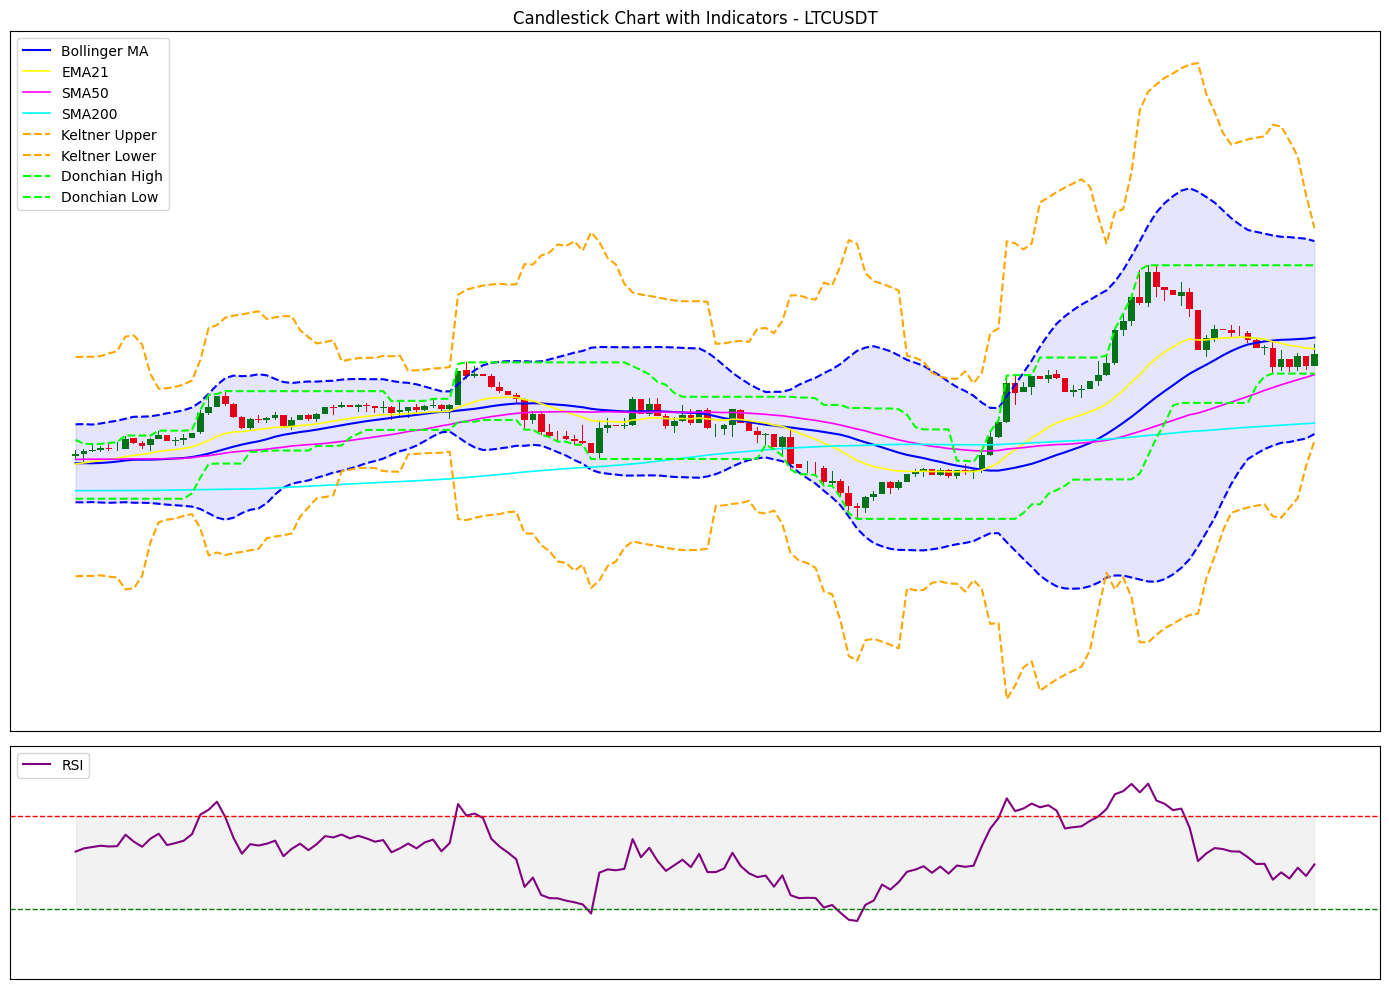 Candlestick Chart with Indicators - LTCUSDT
Bollinger MA
EMA21
SMA50
SMA200
Keltner Upper
Keltner Lower
Donchian High
Donchian Low
RSI